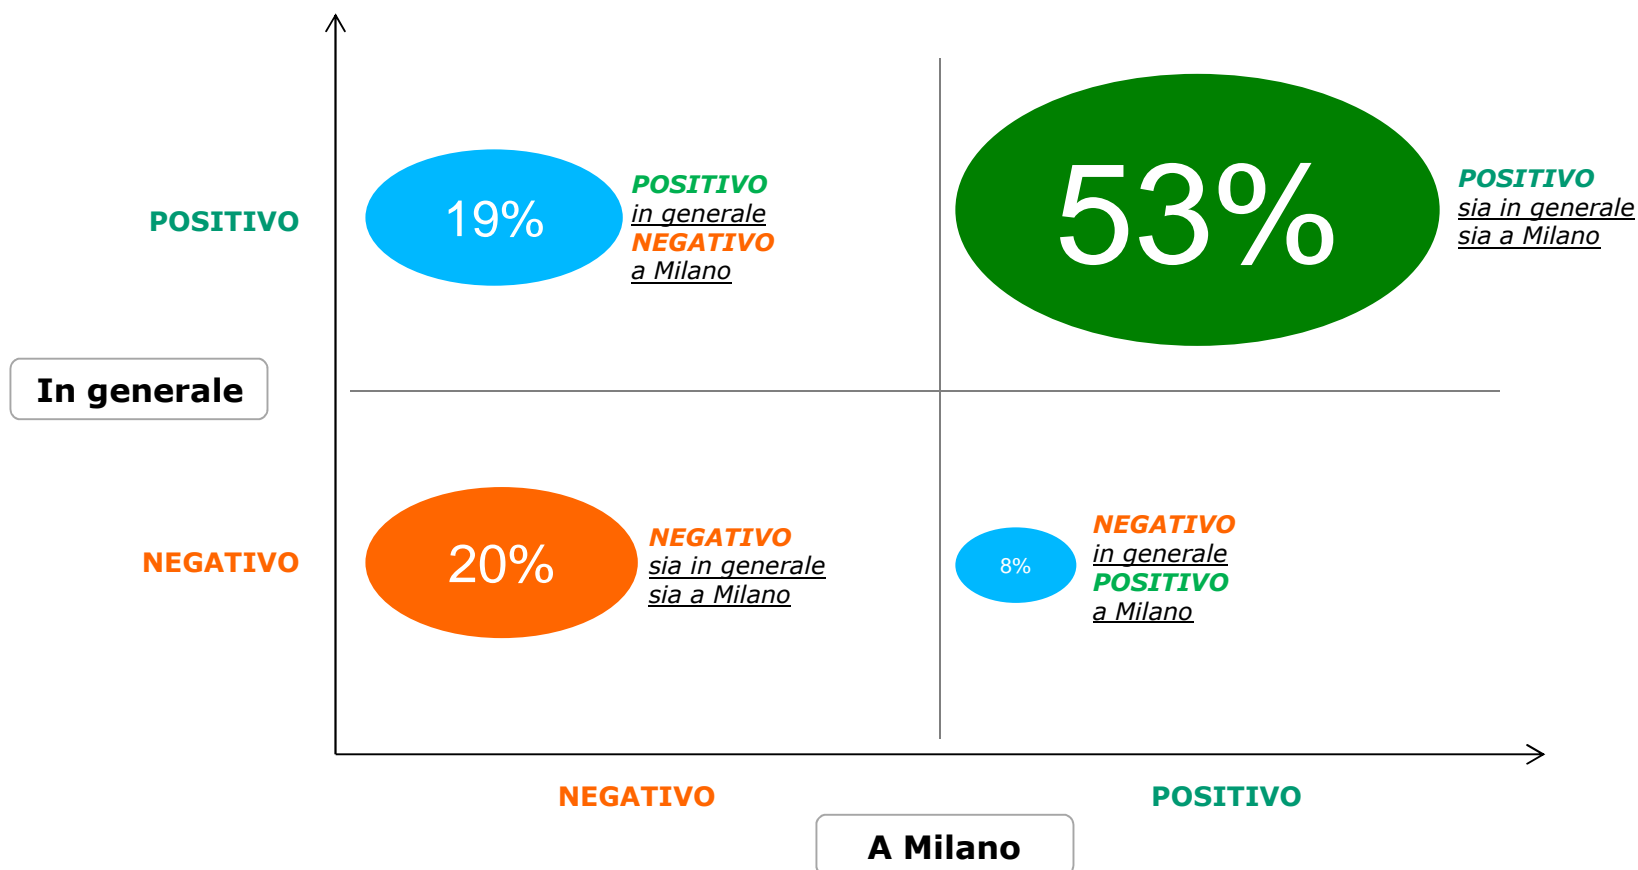 POSITIVO
19%
POSITIVO
in generale
NEGATIVO
a Milano
53%
POSITIVO
sia in generale
sia a Milano
In generale
NEGATIVO
20%
NEGATIVO
sia in generale
sia a Milano
8%
NEGATIVO
in generale
POSITIVO
a Milano
NEGATIVO
POSITIVO
A Milano